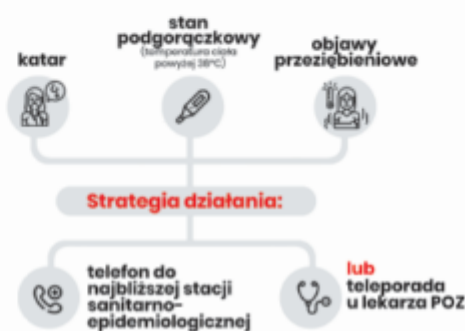 katar
stan
podgorączkowy
(temperatura ciała
powyżej 38°C)
objawy
przeziębieniowe
Strategia działania:
telefon do
najbliższej stacji
sanitarno-
epidemiologicznej
lub
teleporada
u lekarza POZ